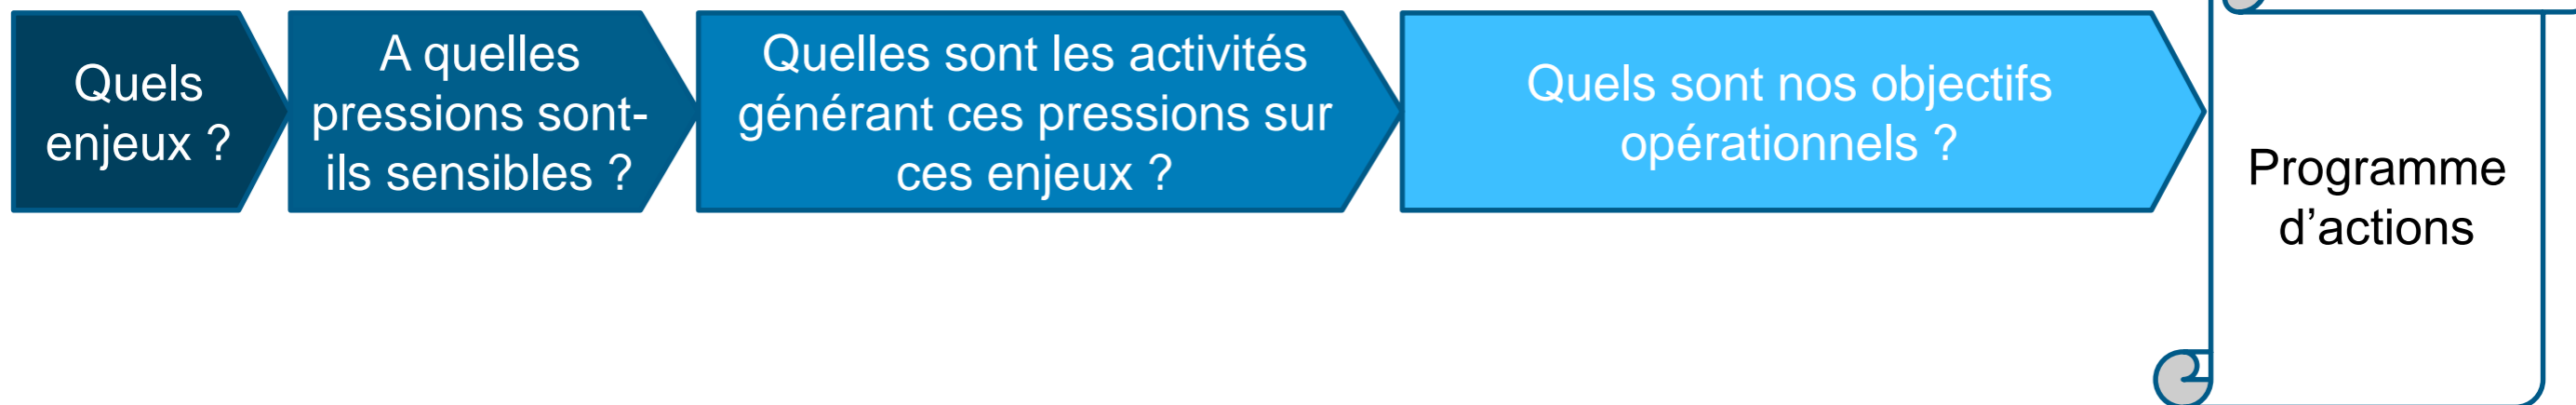 Quels
enjeux ?
A quelles
pressions sont-
ils sensibles ?
Quelles sont les activités
générant ces pressions sur
ces enjeux ?
Quels sont nos objectifs
opérationnels ?
Programme
d’actions